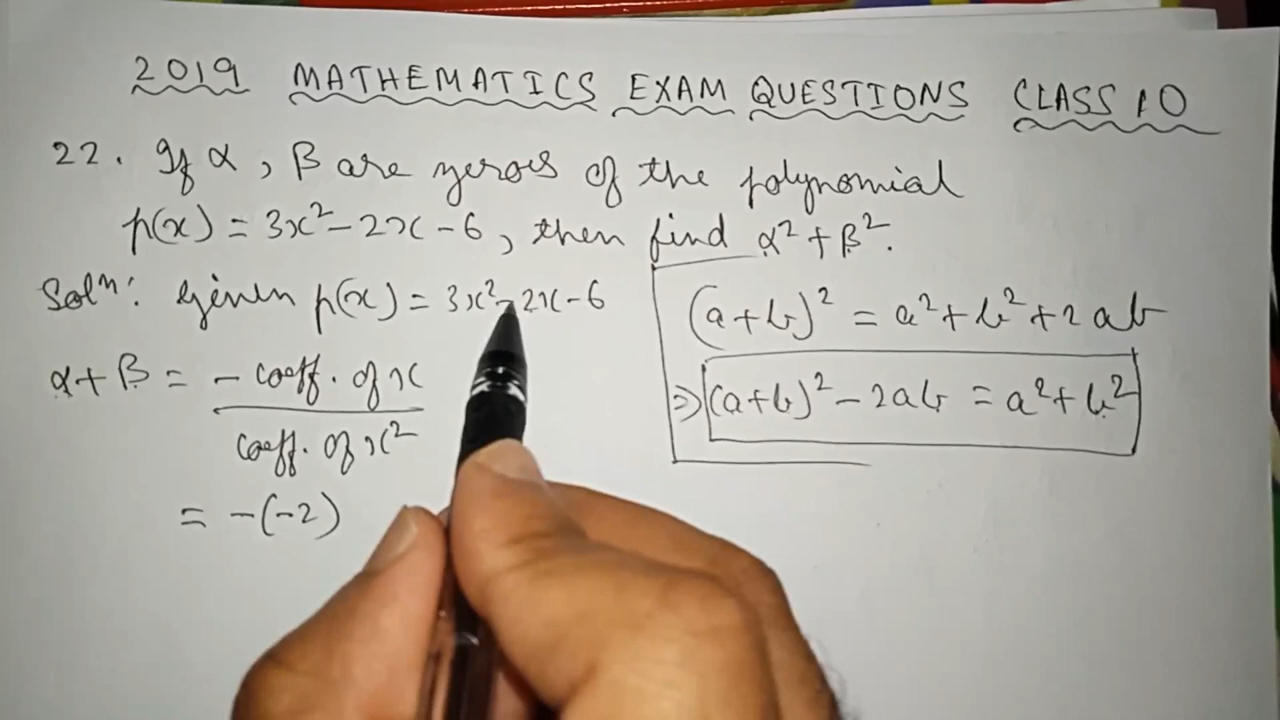 2019 MATHEMATICS EXAM QUESTIONS CLASS 10
22. If α, β are zeroes of the polynomial
p(x) = 3x² - 2x - 6, then find α² + β².
Solⁿ: Given p(x) = 3x² - 2x - 6
α + β = - coeff. of x
coeff. of x²
= -(-2)
(a+b)² = a² + b² + 2ab
⇒ (a+b)² - 2ab = a² + b²